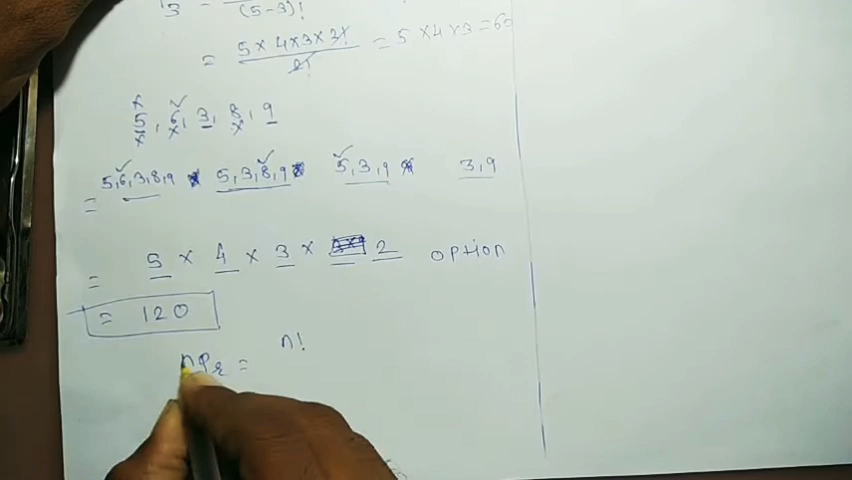 (5-3)!
= 5 × 4 × 3 × 2! = 5 × 4 × 3 = 60
2!
5, 6, 3, 8, 9
= 5,6,3,8,9 5,3,8,9 5,3,9 3,9
= 5 × 4 × 3 × 2 option
= 120
nPr = n!